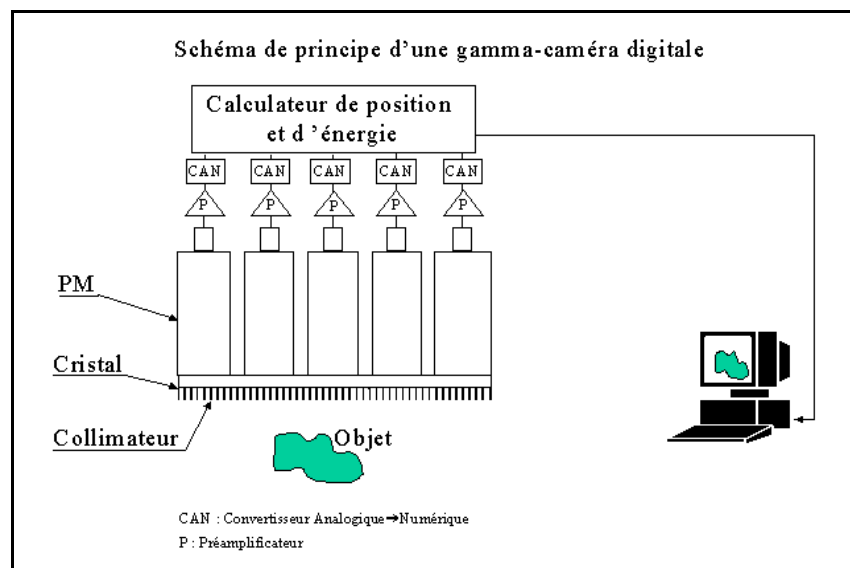 Schéma de principe d'une gamma-caméra digitale
Calculateur de position
et d 'énergie
CAN CAN CAN CAN CAN
P P P P P
PM
Cristal
Collimateur
Objet
CAN : Convertisseur Analogique➔Numérique
P : Préamplificateur